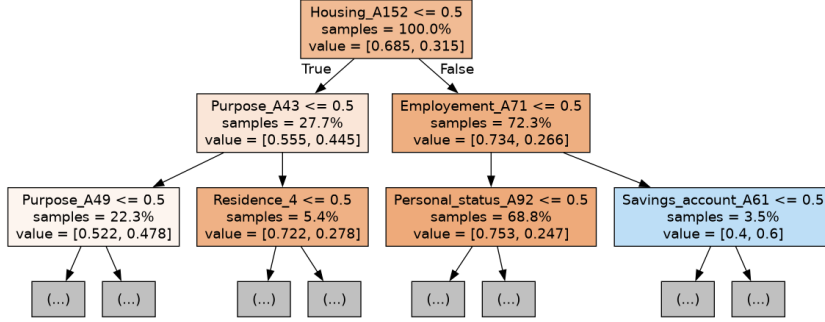 Housing_A152 <= 0.5
samples = 100.0%
value = [0.685, 0.315]
True
False
Purpose_A43 <= 0.5
samples = 27.7%
value = [0.555, 0.445]
Employement_A71 <= 0.5
samples = 72.3%
value = [0.734, 0.266]
Purpose_A49 <= 0.5
samples = 22.3%
value = [0.522, 0.478]
Residence_4 <= 0.5
samples = 5.4%
value = [0.722, 0.278]
Personal_status_A92 <= 0.5
samples = 68.8%
value = [0.753, 0.247]
Savings_account_A61 <= 0.5
samples = 3.5%
value = [0.4, 0.6]
(...)
(...)
(...)
(...)
(...)
(...)
(...)
(...)